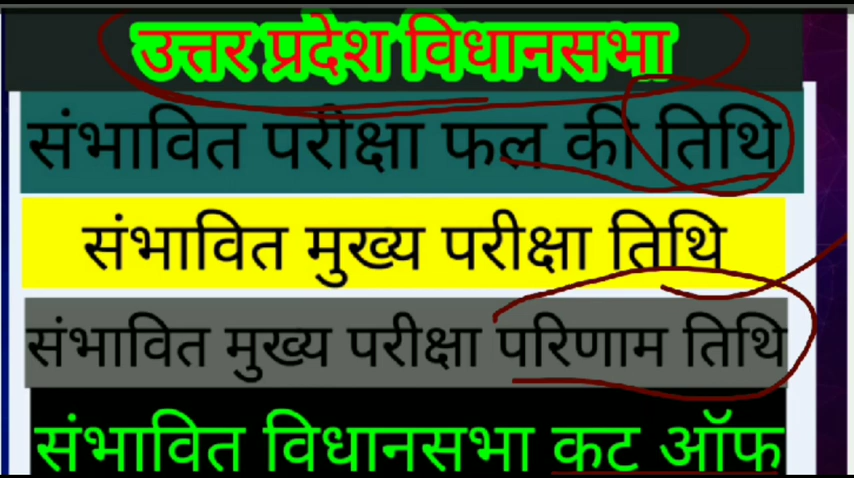 उत्तर प्रदेश विधानसभा
संभावित परीक्षा फल की तिथि
संभावित मुख्य परीक्षा तिथि
संभावित मुख्य परीक्षा परिणाम तिथि
संभावित विधानसभा कट ऑफ